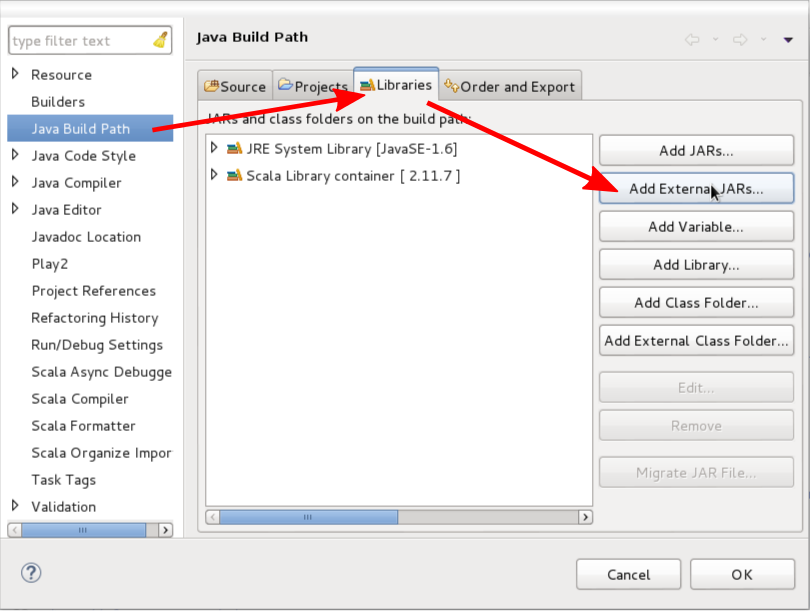 type filter text
Resource
Builders
Java Build Path
Java Code Style
Java Compiler
Java Editor
Javadoc Location
Play2
Project References
Refactoring History
Run/Debug Settings
Scala Async Debugge
Scala Compiler
Scala Formatter
Scala Organize Impor
Task Tags
Validation
Java Build Path
Source Projects Libraries Order and Export
JARs and class folders on the build path:
JRE System Library [JavaSE-1.6]
Scala Library container [ 2.11.7 ]
Add JARs...
Add External JARs...
Add Variable...
Add Library...
Add Class Folder...
Add External Class Folder...
Edit...
Remove
Migrate JAR File...
?
Cancel OK